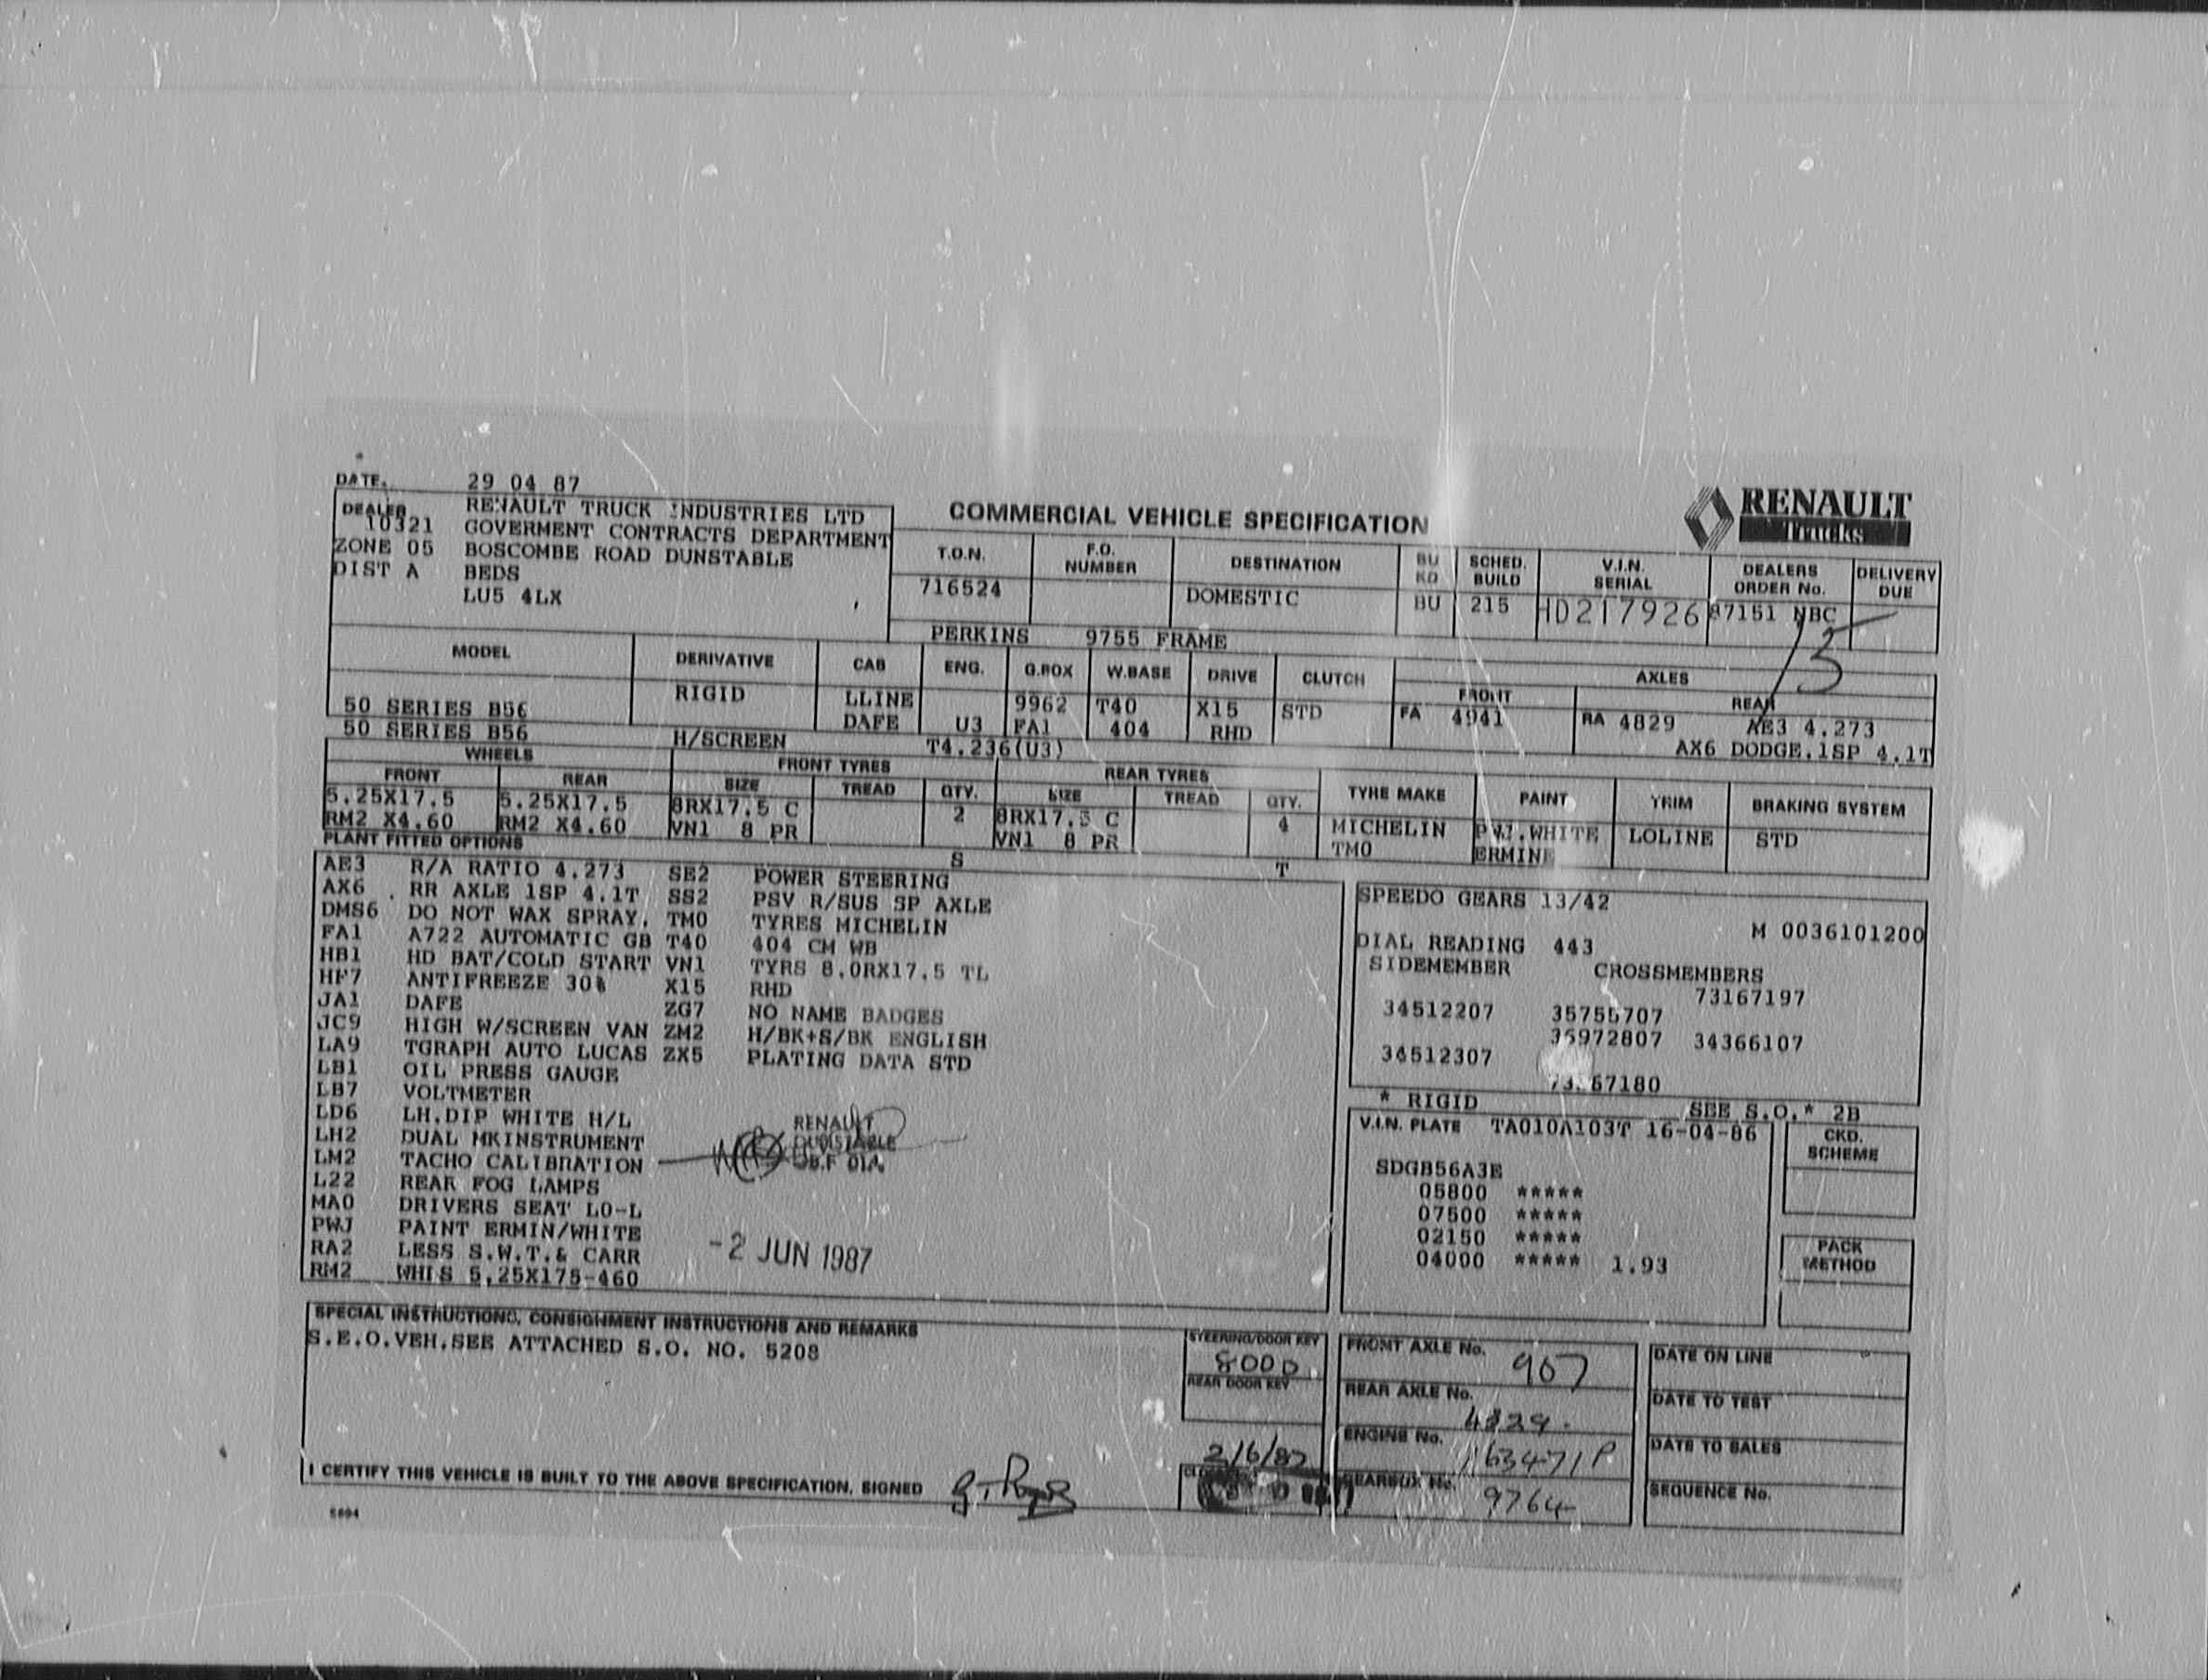 DATE. 29 04 87
DEALER 10321 RENAULT TRUCK INDUSTRIES LTD
GOVERMENT CONTRACTS DEPARTMENT
ZONE 05 BOSCOMBE ROAD DUNSTABLE
DIST A BEDS
LU5 4LX
COMMERCIAL VEHICLE SPECIFICATION
RENAULT
Trucks
T.O.N. F.O. NUMBER DESTINATION BU KD SCHED. BUILD V.I.N. SERIAL DEALERS ORDER No. DELIVERY DUE
716524 DOMESTIC BU 215 HD217926 87151 NBC
13
PERKINS 9755 FRAME
MODEL DERIVATIVE CAB ENG. G.BOX W.BASE DRIVE CLUTCH AXLES
FRONT REAR
50 SERIES B56 RIGID LLINE 9962 T40 X15 STD FA 4941 RA 4829 AE3 4.273
50 SERIES B56 DAFE U3 FA1 404 RHD
H/SCREEN T4.236(U3) AX6 DODGE.1SP 4.1T
WHEELS FRONT TYRES REAR TYRES TYRE MAKE PAINT TRIM BRAKING SYSTEM
FRONT REAR SIZE TREAD QTY. SIZE TREAD QTY.
5.25X17.5 5.25X17.5 8RX17.5 C 2 8RX17.5 C 4 MICHELIN PWJ.WHITE LOLINE STD
RM2 X4.60 RM2 X4.60 VN1 8 PR VN1 8 PR TMO ERMINE
PLANT FITTED OPTIONS S T
AE3 R/A RATIO 4.273 SE2 POWER STEERING
AX6 . RR AXLE 1SP 4.1T SS2 PSV R/SUS SP AXLE
DMS6 DO NOT WAX SPRAY. TM0 TYRES MICHELIN
FA1 A722 AUTOMATIC GB T40 404 CM WB
HB1 HD BAT/COLD START VN1 TYRS 8.0RX17.5 TL
HF7 ANTIFREEZE 30% X15 RHD
JA1 DAFE ZG7 NO NAME BADGES
JC9 HIGH W/SCREEN VAN ZM2 H/BK+S/BK ENGLISH
LA9 TGRAPH AUTO LUCAS ZX5 PLATING DATA STD
LB1 OIL PRESS GAUGE
LB7 VOLTMETER
LD6 LH.DIP WHITE H/L
LH2 DUAL MKINSTRUMENT
LM2 TACHO CALIBRATION
L22 REAR FOG LAMPS
MA0 DRIVERS SEAT LO-L
PWJ PAINT ERMIN/WHITE
RA2 LESS S.W.T.& CARR
RM2 WHLS 5,25X175-460
RENAULT
DUNSTABLE
-2 JUN 1987
SPEEDO GEARS 13/42
M 0036101200
DIAL READING 443
SIDEMEMBER CROSSMEMBERS
73167197
34512207 35755707
35972807 34366107
34512307
67180
* RIGID SEE S.O.* 2B
V.I.N. PLATE TA010A103T 16-04-86
SDGB56A3E
05800 *****
07500 *****
02150 *****
04000 ***** 1.93
CKD. SCHEME
PACK METHOD
SPECIAL INSTRUCTIONS, CONSIGNMENT INSTRUCTIONS AND REMARKS
S.E.O.VEH.SEE ATTACHED S.O. NO. 5208
STEERING/DOOR KEY
REAR DOOR KEY
2/6/87
FRONT AXLE No. 907
REAR AXLE No. 4829.
ENGINE No. 163471P
GEARBOX No. 9764
DATE ON LINE
DATE TO TEST
DATE TO SALES
SEQUENCE No.
I CERTIFY THIS VEHICLE IS BUILT TO THE ABOVE SPECIFICATION. SIGNED